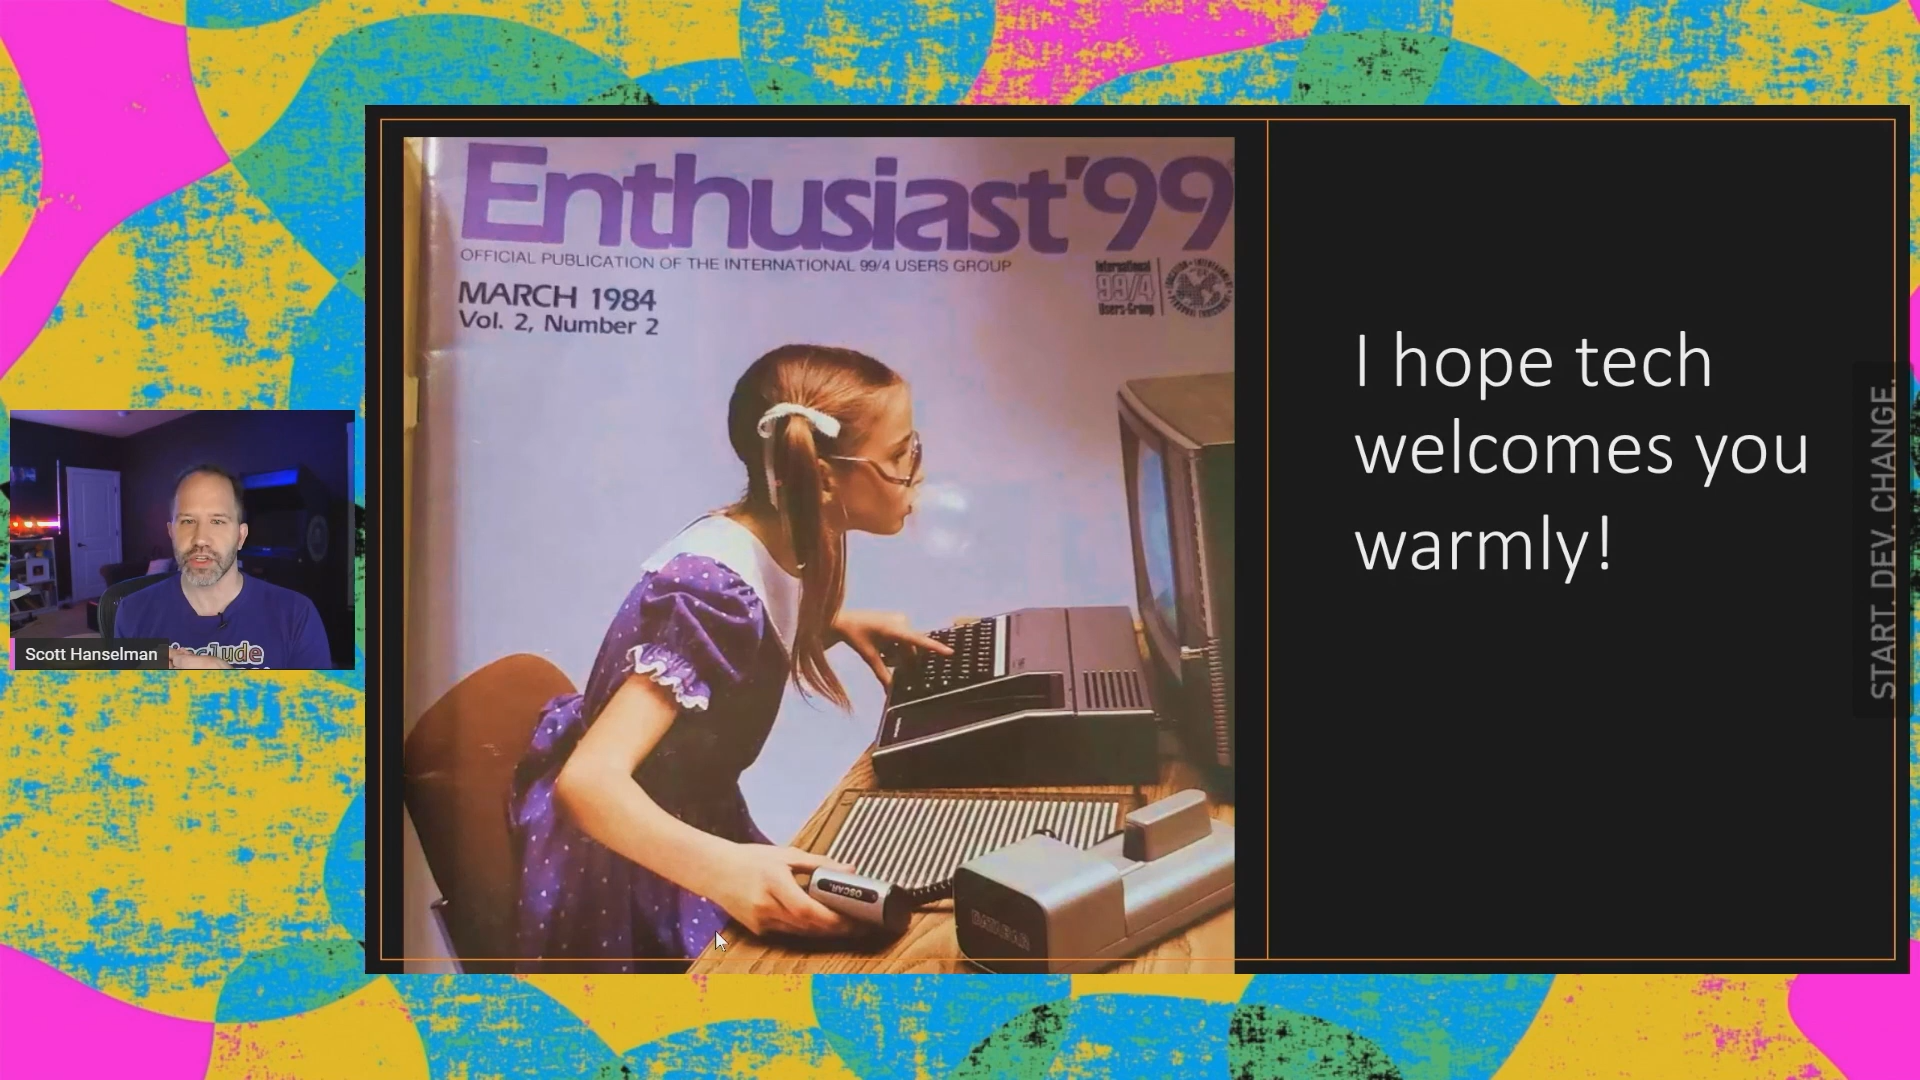 Enthusiast'99
OFFICIAL PUBLICATION OF THE INTERNATIONAL 99/4 USERS GROUP
MARCH 1984
Vol. 2, Number 2
International
99/4
Users-Group
OSCAR
I hope tech
welcomes you
warmly!
START. DEV. CHANGE.
Scott Hanselman
include